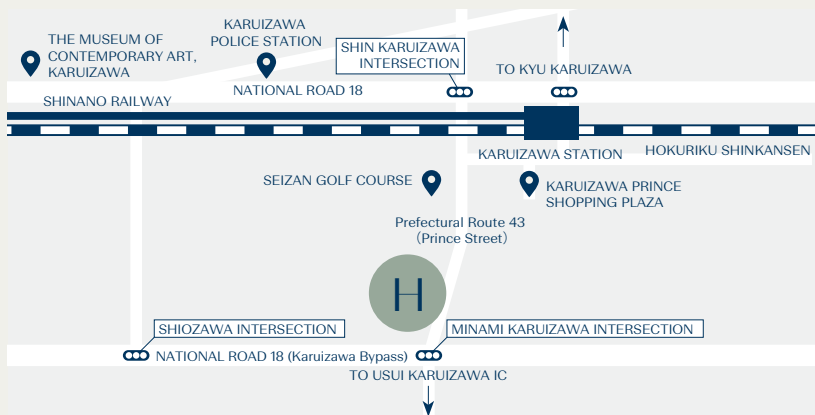 KARUIZAWA
POLICE STATION
THE MUSEUM OF
CONTEMPORARY ART,
KARUIZAWA
SHIN KARUIZAWA
INTERSECTION
TO KYU KARUIZAWA
NATIONAL ROAD 18
SHINANO RAILWAY
KARUIZAWA STATION
HOKURIKU SHINKANSEN
SEIZAN GOLF COURSE
KARUIZAWA PRINCE
SHOPPING PLAZA
Prefectural Route 43
(Prince Street)
H
SHIOZAWA INTERSECTION
MINAMI KARUIZAWA INTERSECTION
NATIONAL ROAD 18 (Karuizawa Bypass)
TO USUI KARUIZAWA IC